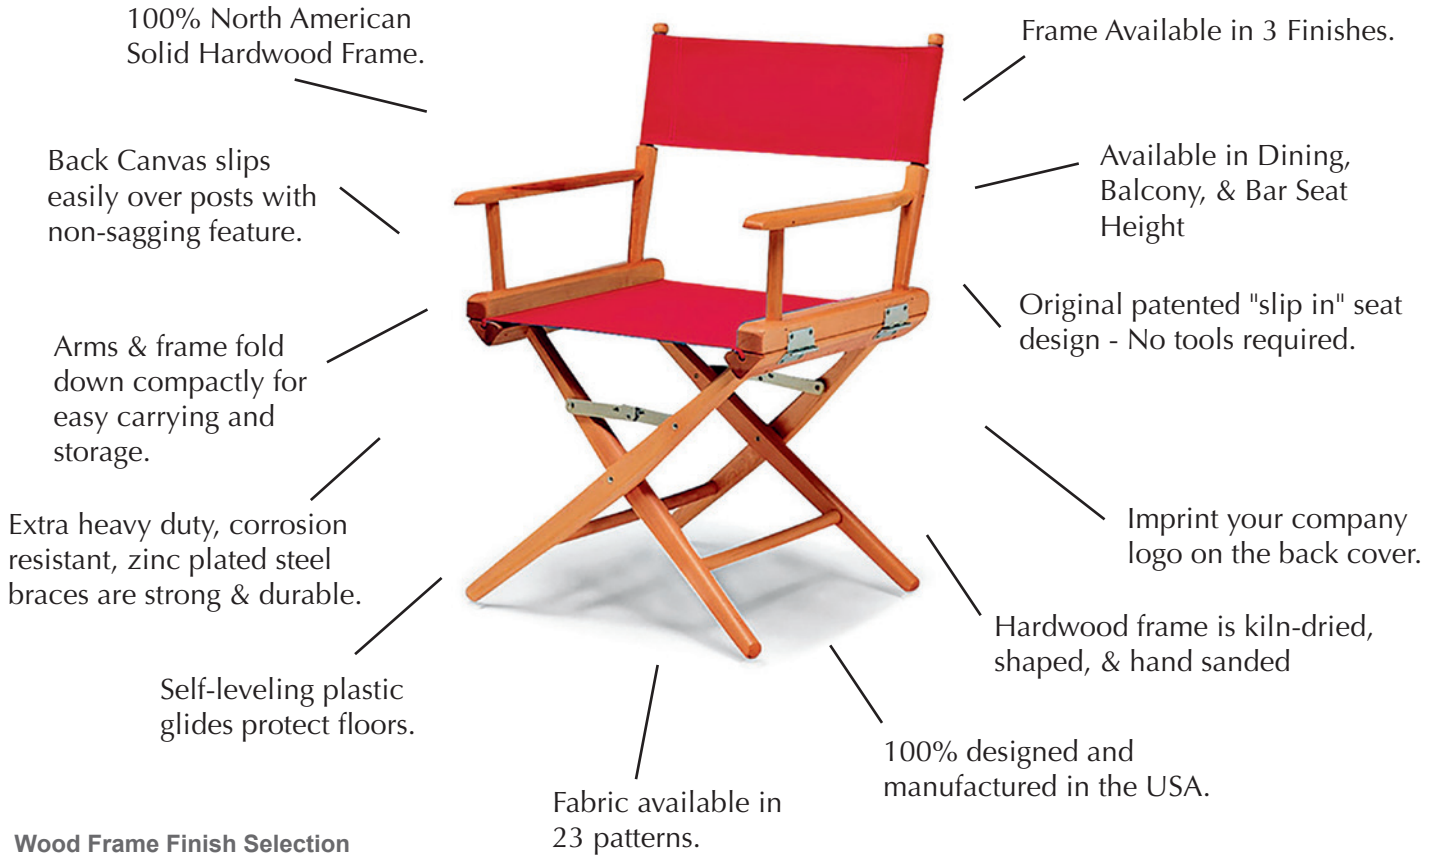 100% North American
Solid Hardwood Frame.
Frame Available in 3 Finishes.
Back Canvas slips
easily over posts with
non-sagging feature.
Available in Dining,
Balcony, & Bar Seat
Height
Arms & frame fold
down compactly for
easy carrying and
storage.
Original patented "slip in" seat
design - No tools required.
Extra heavy duty, corrosion
resistant, zinc plated steel
braces are strong & durable.
Imprint your company
logo on the back cover.
Hardwood frame is kiln-dried,
shaped, & hand sanded
Self-leveling plastic
glides protect floors.
100% designed and
manufactured in the USA.
Fabric available in
23 patterns.
Wood Frame Finish Selection